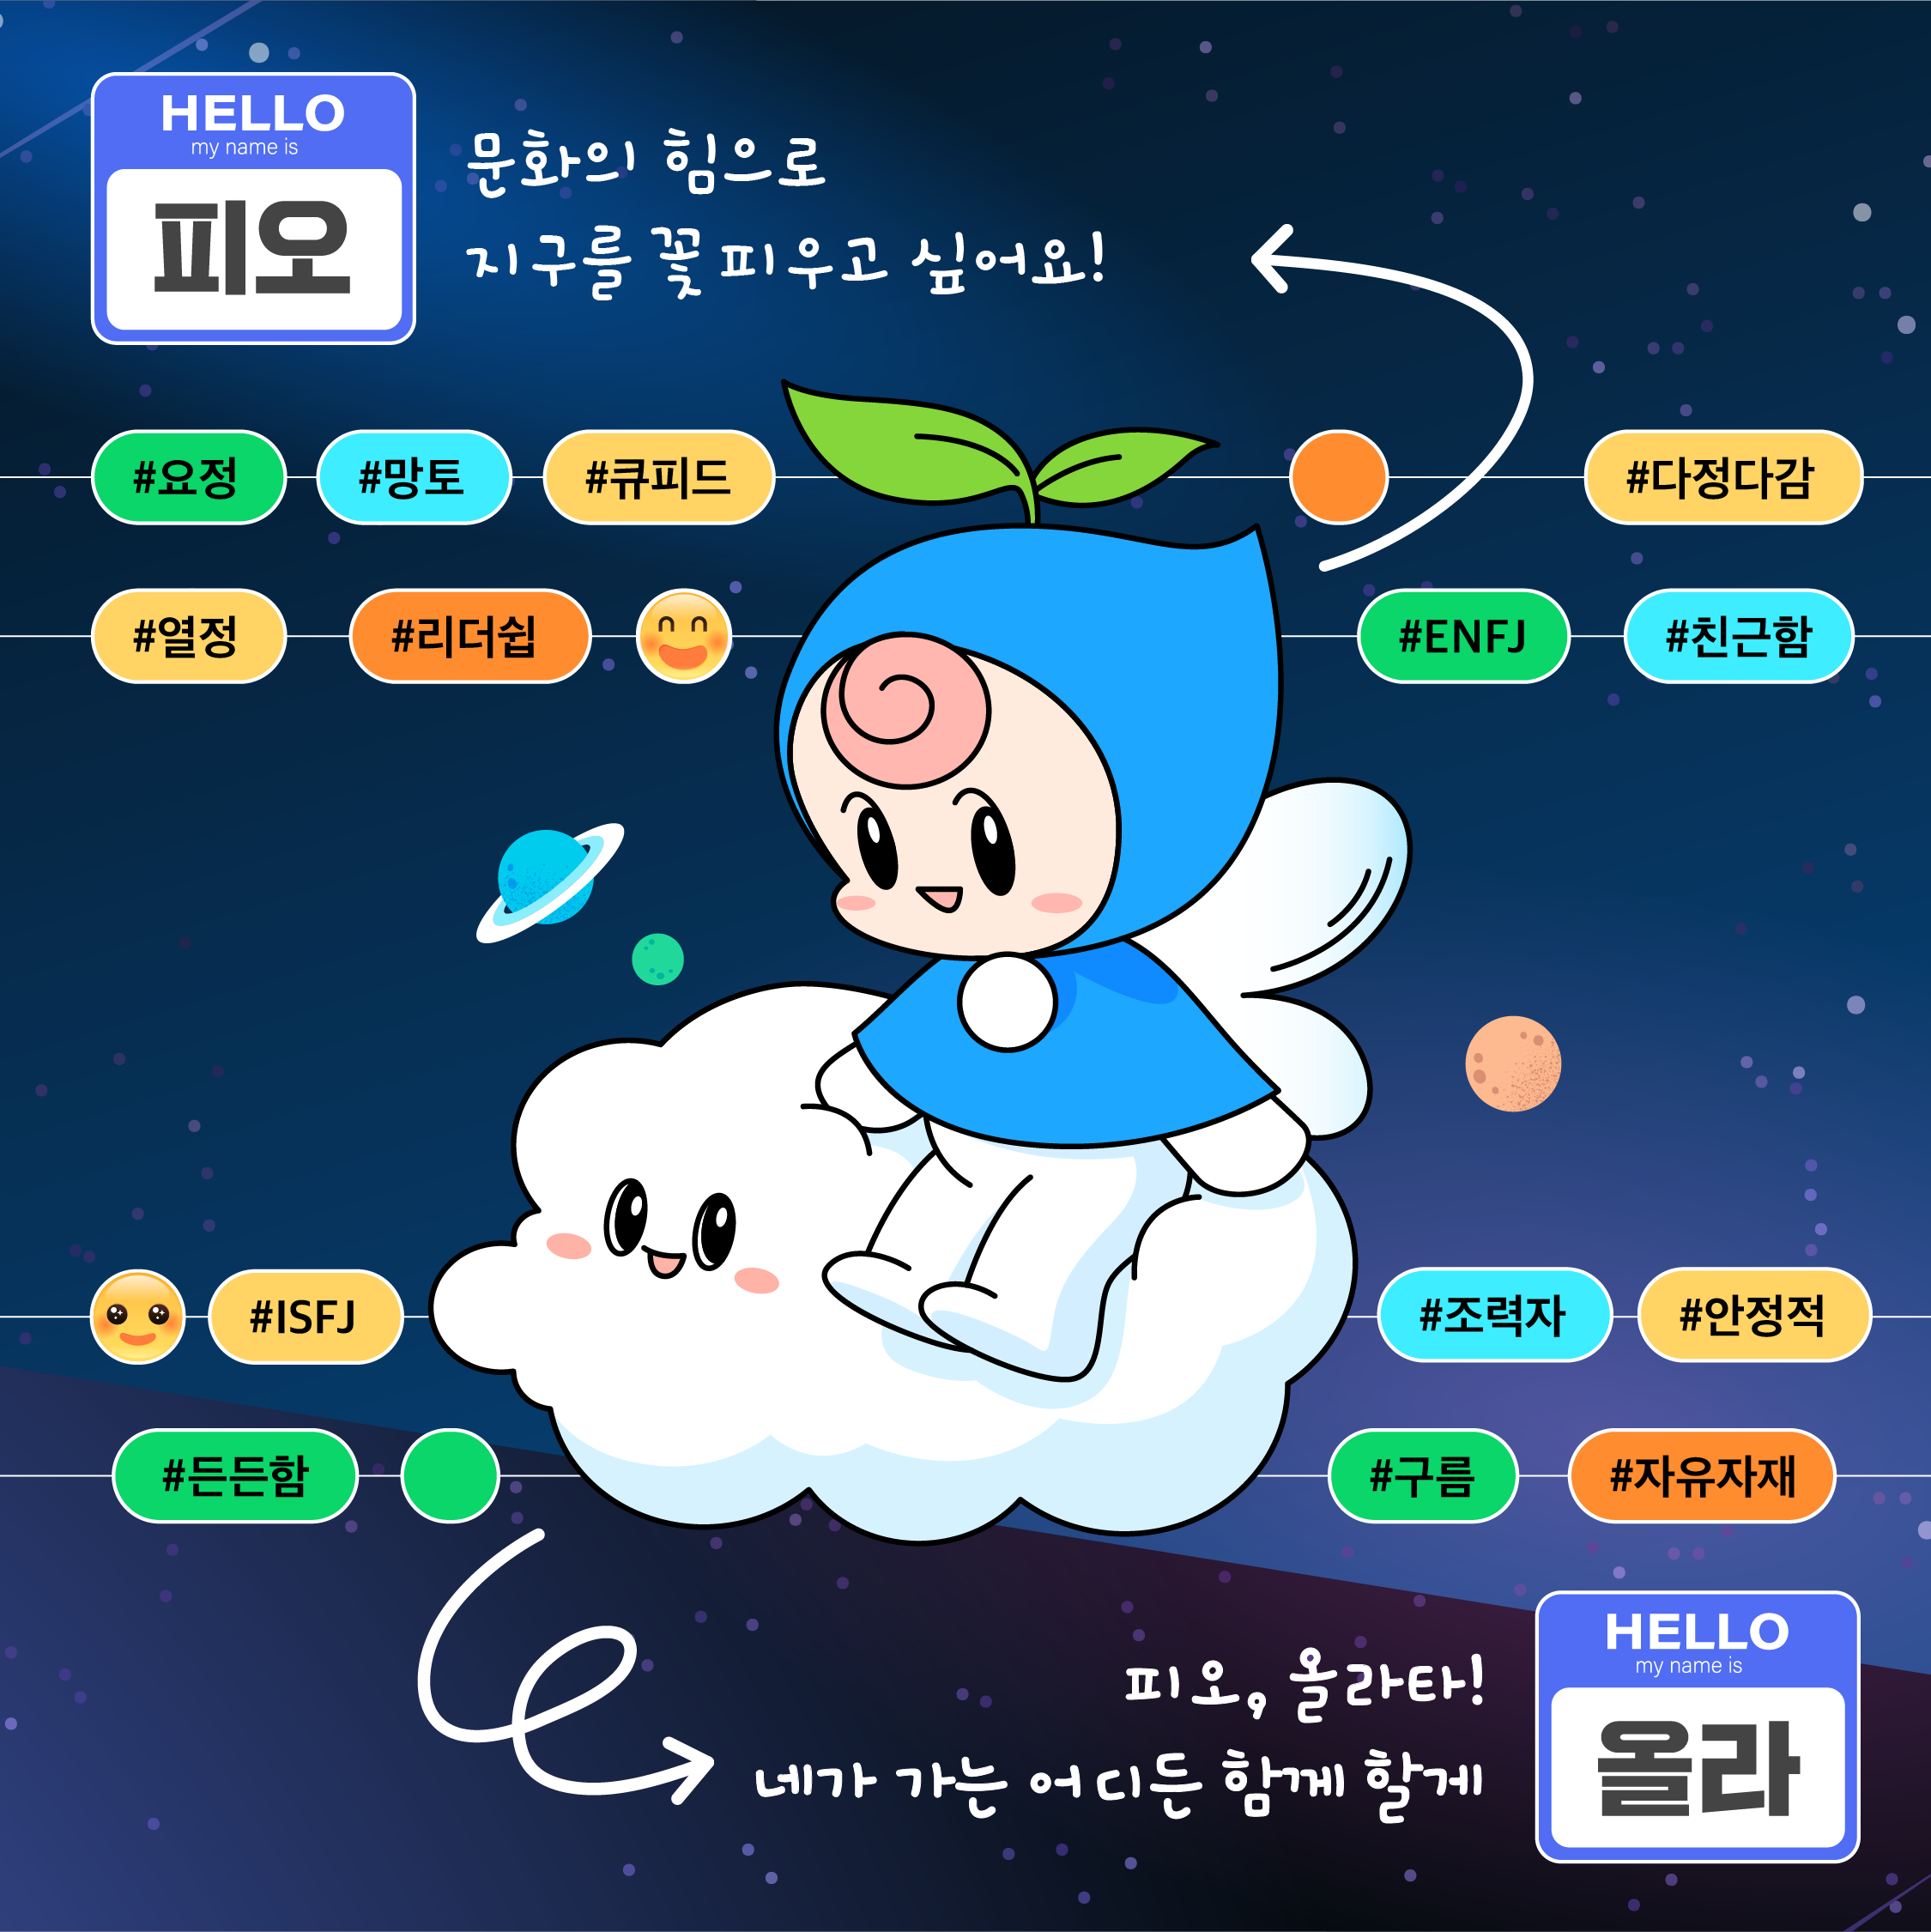 HELLO
my name is
피오
문화의 힘으로
지구를 꽃피우고 싶어요!
#요정 #망토 #큐피드 #다정다감
#열정 #리더쉽 #ENFJ #친근함
#ISFJ #조력자 #안정적
#든든함 #구름 #자유자재
피오, 올라타!
네가 가는 어디든 함께 할게
HELLO
my name is
올라